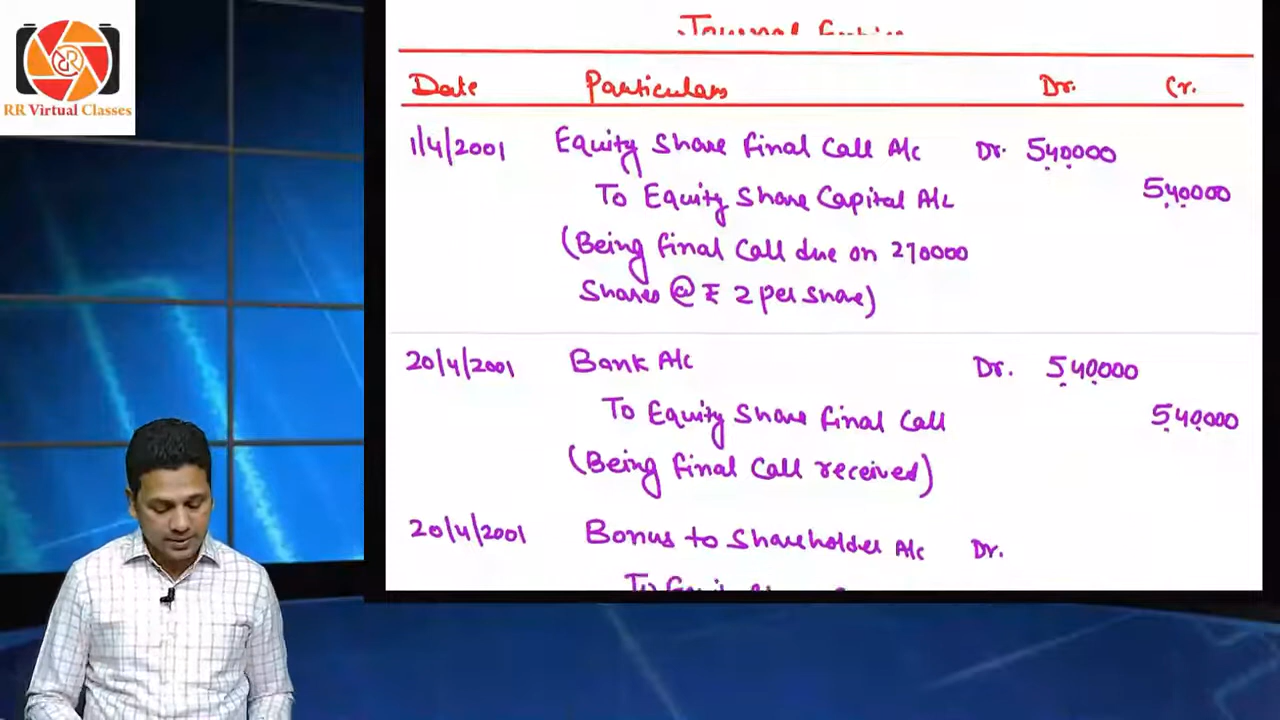 RR Virtual Classes
Journal Entries
Date Particulars Dr. Cr.
1/4/2001 Equity Share Final Call A/c Dr. 540000
To Equity Share Capital A/c 540000
(Being final Call due on 270000
Shares @ ₹ 2 per share)
20/4/2001 Bank A/c Dr. 540000
To Equity Share Final Call 540000
(Being Final Call received)
20/4/2001 Bonus to Shareholder A/c Dr.